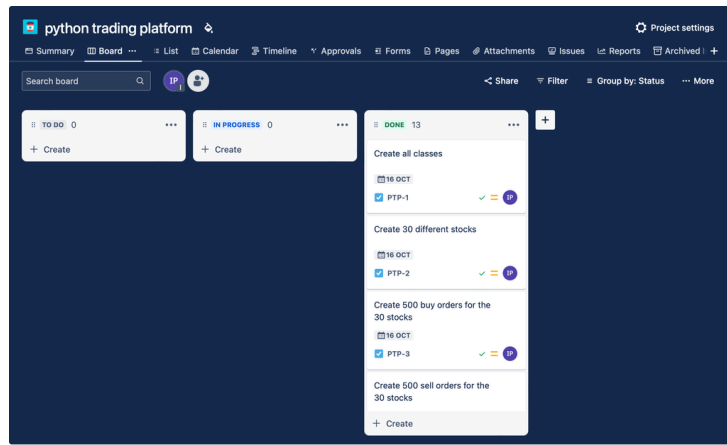 python trading platform
Project settings
Summary Board List Calendar Timeline Approvals Forms Pages Attachments Issues Reports Archived i
Search board
IP
Share Filter Group by: Status More
TO DO 0
Create
IN PROGRESS 0
Create
DONE 13
Create all classes
16 OCT
PTP-1 IP
Create 30 different stocks
16 OCT
PTP-2 IP
Create 500 buy orders for the
30 stocks
16 OCT
PTP-3 IP
Create 500 sell orders for the
30 stocks
Create